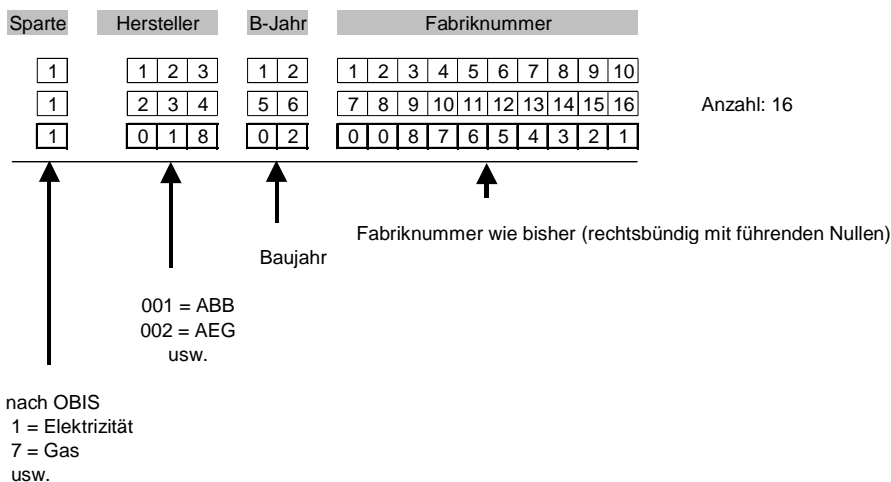 Sparte Hersteller B-Jahr Fabriknummer
1 1 2 3 1 2 1 2 3 4 5 6 7 8 9 10
1 2 3 4 5 6 7 8 9 10 11 12 13 14 15 16 Anzahl: 16
1 0 1 8 0 2 0 0 8 7 6 5 4 3 2 1
Fabriknummer wie bisher (rechtsbündig mit führenden Nullen)
Baujahr
001 = ABB
002 = AEG
usw.
nach OBIS
1 = Elektrizität
7 = Gas
usw.